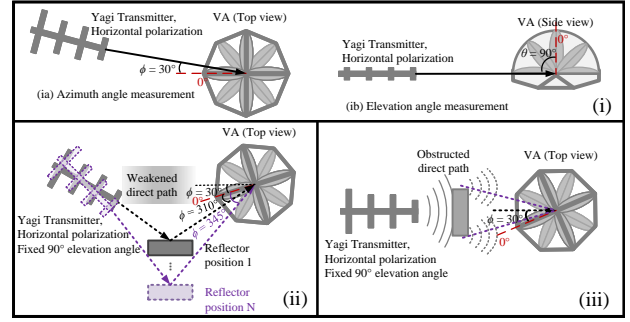 Yagi Transmitter,
Horizontal polarization
VA (Top view)
ϕ = 30°
0°
(ia) Azimuth angle measurement
VA (Side view)
0°
Yagi Transmitter,
Horizontal polarization
θ = 90°
(ib) Elevation angle measurement
(i)
VA (Top view)
Weakened
direct path
ϕ = 30°
0°
ϕ = 310°
ϕ = 345°
Yagi Transmitter,
Horizontal polarization
Fixed 90° elevation angle
Reflector
position 1
⋮
Reflector
position N
(ii)
Obstructed
direct path
VA (Top view)
ϕ = 30°
0°
Yagi Transmitter,
Horizontal polarization
Fixed 90° elevation angle
(iii)